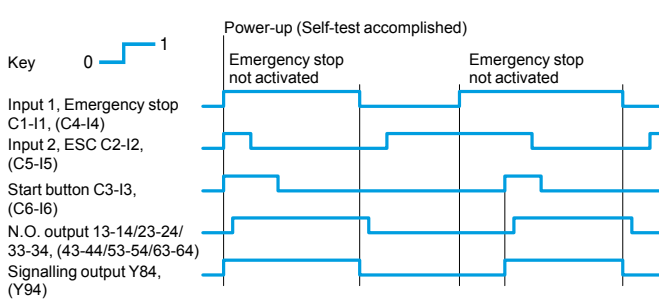 Power-up (Self-test accomplished)
Key 0 1
Emergency stop
not activated
Emergency stop
not activated
Input 1, Emergency stop
C1-I1, (C4-I4)
Input 2, ESC C2-I2,
(C5-I5)
Start button C3-I3,
(C6-I6)
N.O. output 13-14/23-24/
33-34, (43-44/53-54/63-64)
Signalling output Y84,
(Y94)